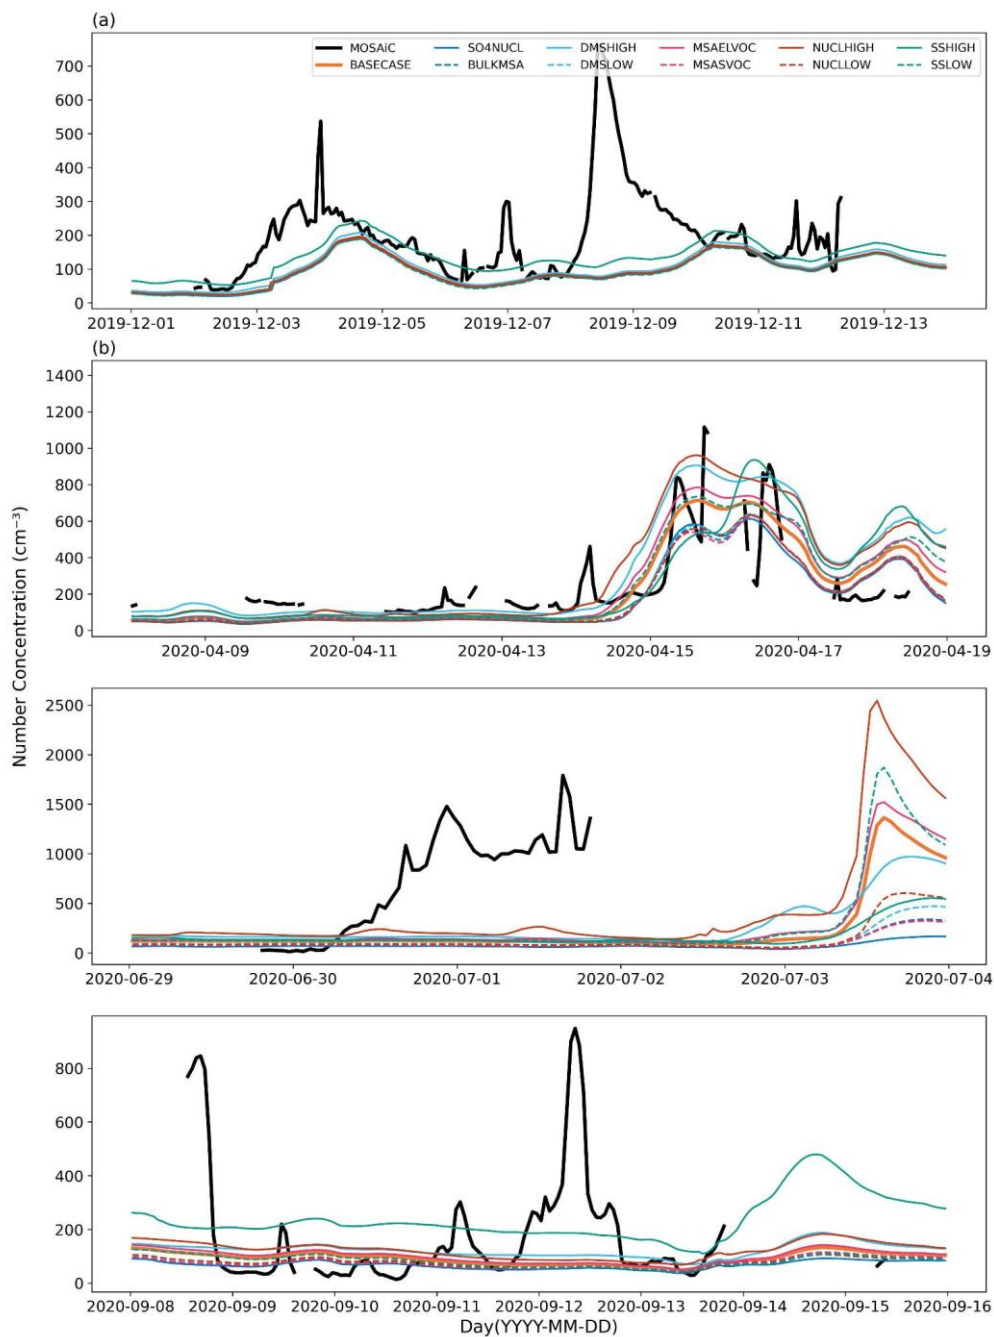 (a)
MOSAiC SO4NUCL DMSHIGH MSAELVOC NUCLHIGH SSHIGH
BASECASE BULKMSA DMSLOW MSASVOC NUCLLOW SSLOW
700
600
500
400
300
200
100
0
2019-12-01 2019-12-03 2019-12-05 2019-12-07 2019-12-09 2019-12-11 2019-12-13
(b)
1400
1200
1000
800
600
400
200
0
2020-04-09 2020-04-11 2020-04-13 2020-04-15 2020-04-17 2020-04-19
Number Concentration (cm⁻³)
2500
2000
1500
1000
500
0
2020-06-29 2020-06-30 2020-07-01 2020-07-02 2020-07-03 2020-07-04
800
600
400
200
0
2020-09-08 2020-09-09 2020-09-10 2020-09-11 2020-09-12 2020-09-13 2020-09-14 2020-09-15 2020-09-16
Day(YYYY-MM-DD)